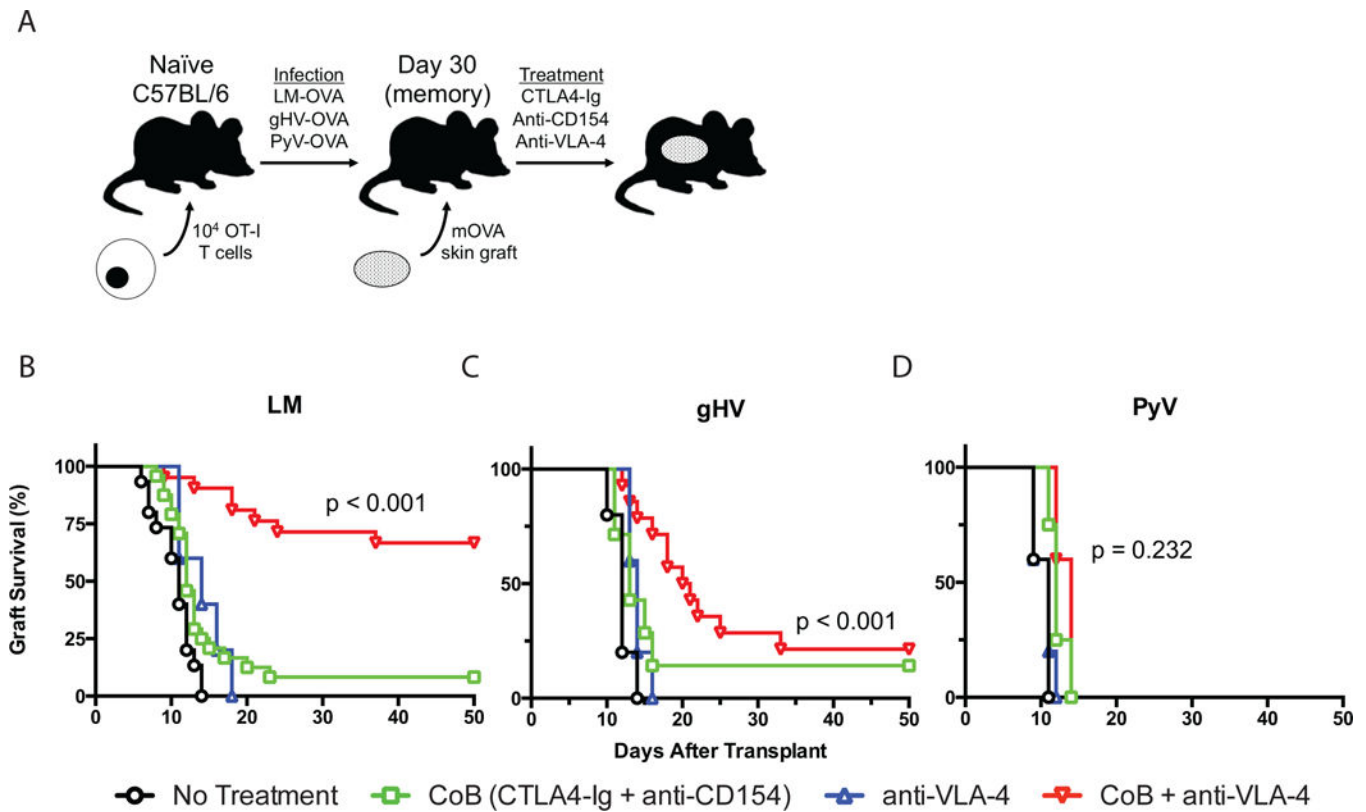 A
Naïve
C57BL/6
Infection
LM-OVA
gHV-OVA
PyV-OVA
Day 30
(memory)
Treatment
CTLA4-Ig
Anti-CD154
Anti-VLA-4
10⁴ OT-I
T cells
mOVA
skin graft
B
LM
Graft Survival (%)
100
75
50
25
0
p < 0.001
0 10 20 30 40 50
C
gHV
100
50
0
p < 0.001
0 10 20 30 40 50
Days After Transplant
D
PyV
100
50
0
p = 0.232
0 10 20 30 40 50
No Treatment CoB (CTLA4-Ig + anti-CD154) anti-VLA-4 CoB + anti-VLA-4